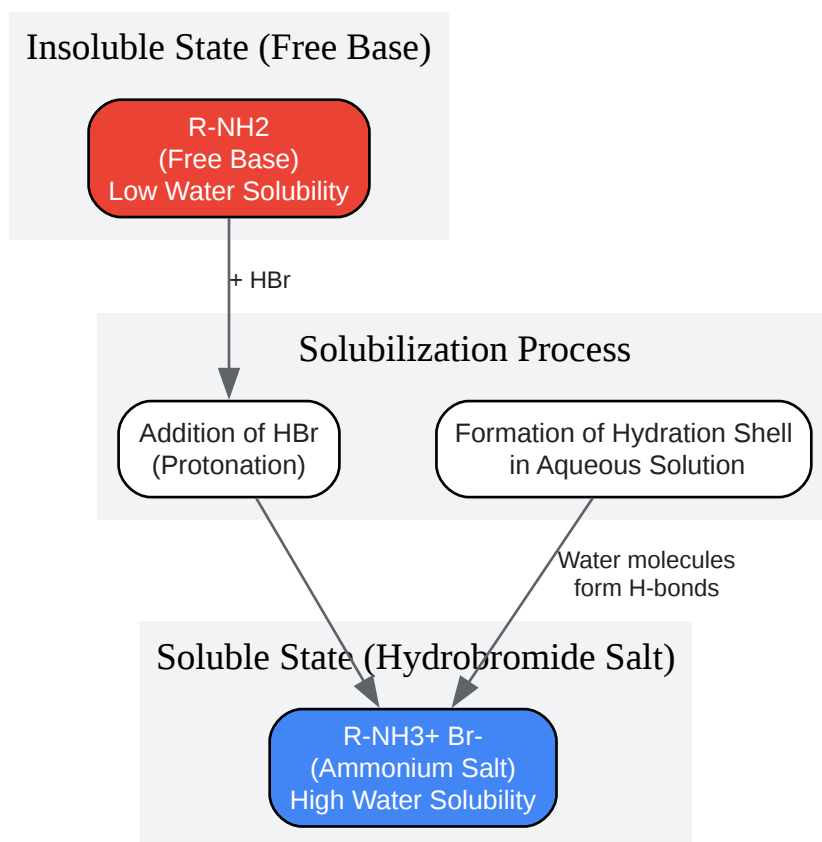 Insoluble State (Free Base)
R-NH2
(Free Base)
Low Water Solubility
+ HBr
Solubilization Process
Addition of HBr
(Protonation)
Formation of Hydration Shell
in Aqueous Solution
Water molecules
form H-bonds
Soluble State (Hydrobromide Salt)
R-NH3+ Br-
(Ammonium Salt)
High Water Solubility